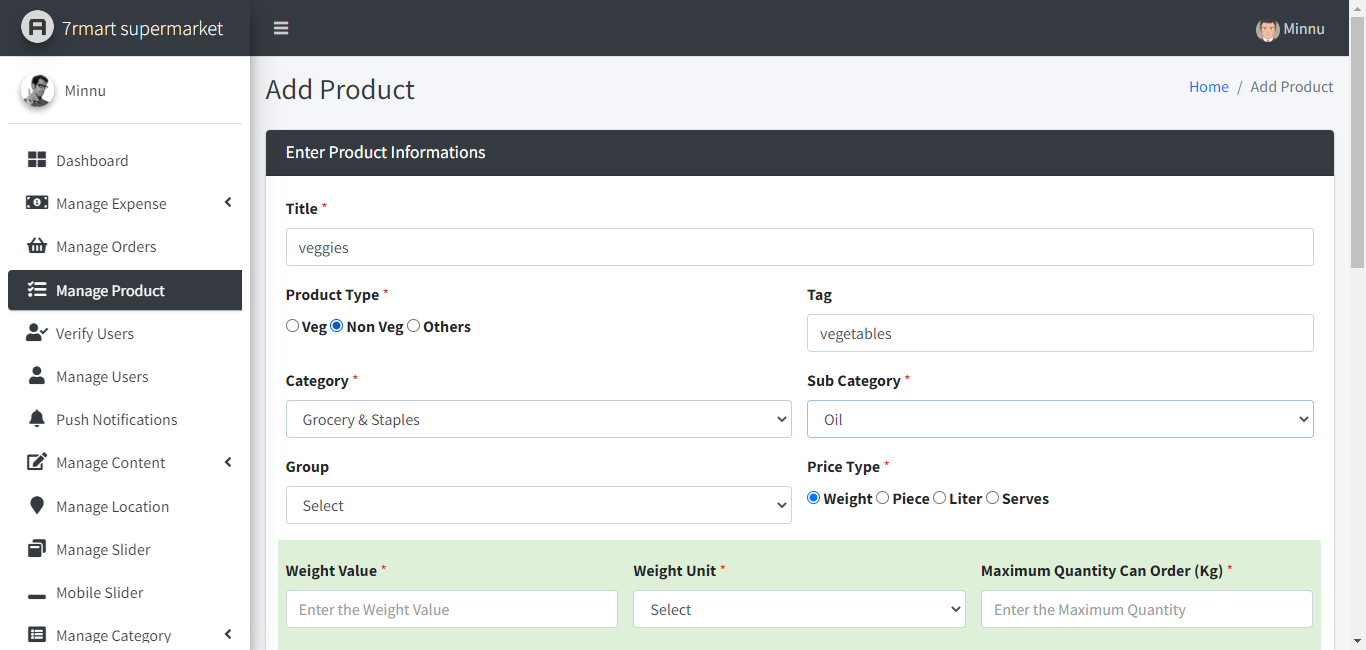 7rmart supermarket
Minnu
Minnu
Dashboard
Manage Expense
Manage Orders
Manage Product
Verify Users
Manage Users
Push Notifications
Manage Content
Manage Location
Manage Slider
Mobile Slider
Manage Category
Add Product
Home / Add Product
Enter Product Informations
Title *
veggies
Product Type *
Veg Non Veg Others
Tag
vegetables
Category *
Grocery & Staples
Sub Category *
Oil
Group
Select
Price Type *
Weight Piece Liter Serves
Weight Value *
Enter the Weight Value
Weight Unit *
Select
Maximum Quantity Can Order (Kg) *
Enter the Maximum Quantity